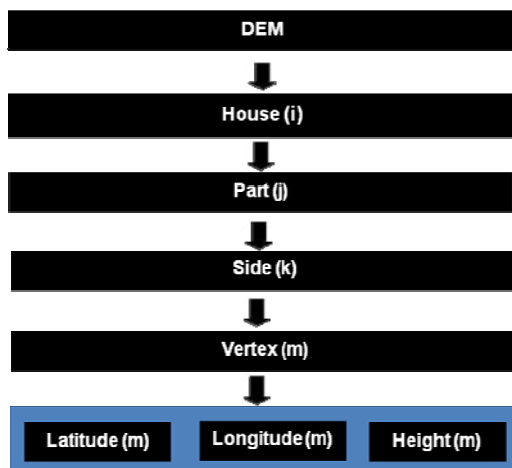 DEM
House (i)
Part (j)
Side (k)
Vertex (m)
Latitude (m) Longitude (m) Height (m)